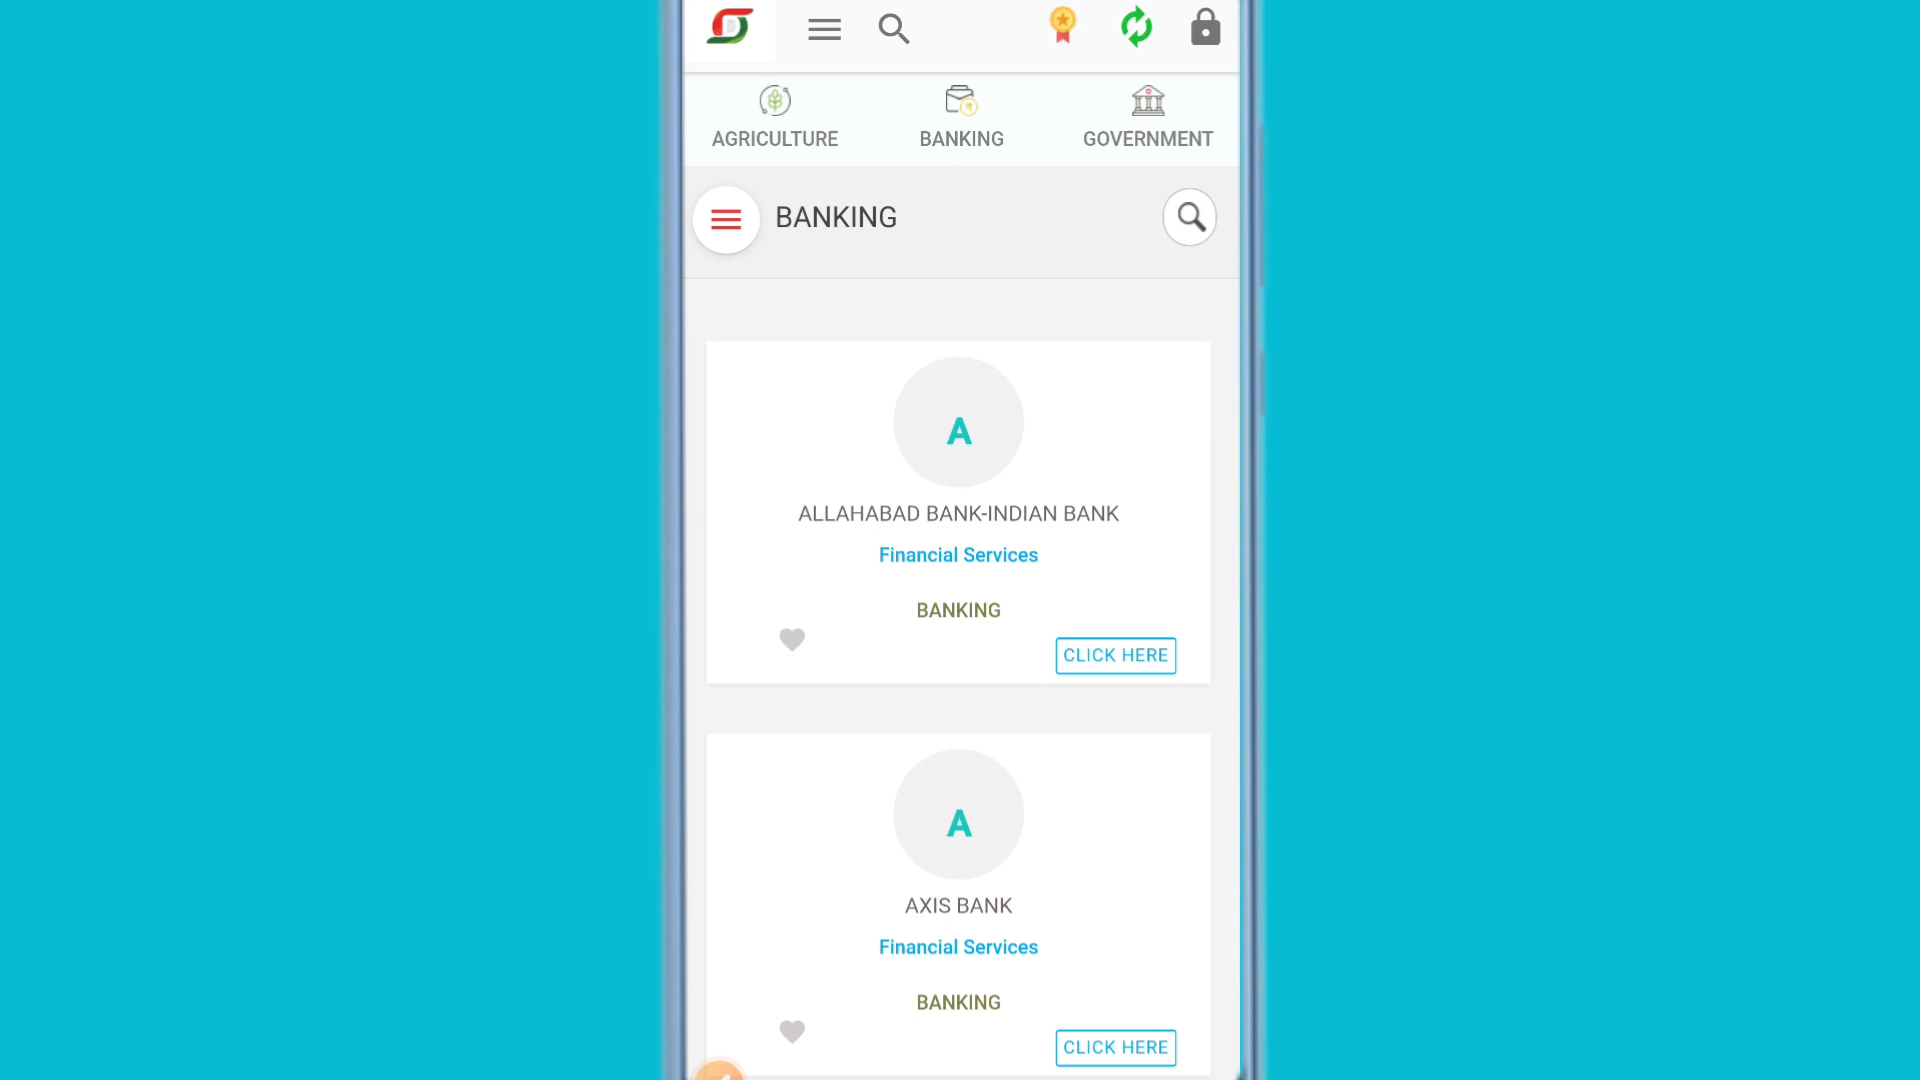 D
AGRICULTURE BANKING GOVERNMENT
BANKING
A
ALLAHABAD BANK-INDIAN BANK
Financial Services
BANKING
CLICK HERE
A
AXIS BANK
Financial Services
BANKING
CLICK HERE